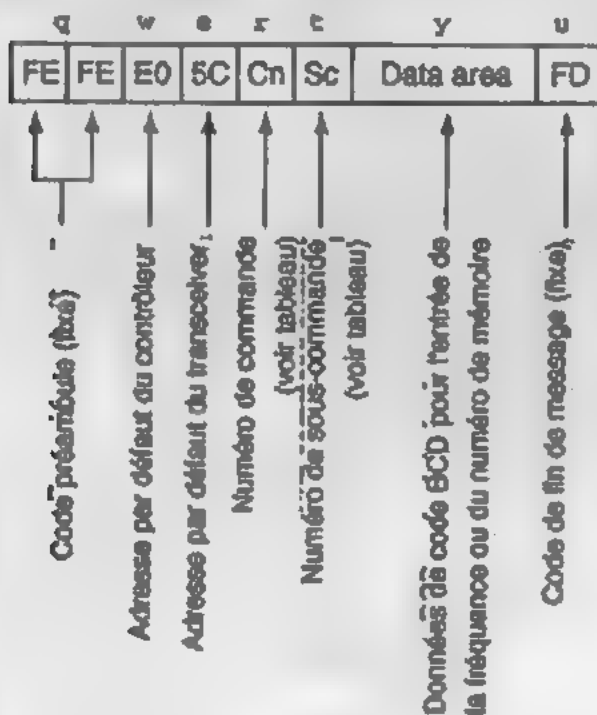 q w e r t y u
FE FE E0 5C Cn Sc Data area FD
Code préambule (fixe)
Adresse par défaut du contrôleur
Adresse par défaut du transceiver
Numéro de commande
(voir tableau)
Numéro de sous-commande
(voir tableau)
Données de code BCD pour l'entrée de
la fréquence ou du numéro de mémoire
Code de fin de message (fixe)